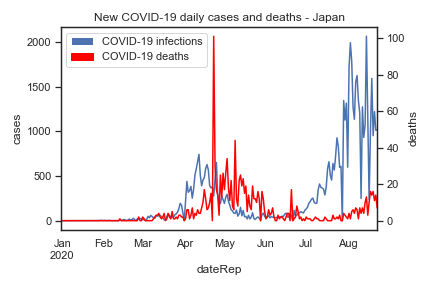 New COVID-19 daily cases and deaths - Japan
COVID-19 infections
COVID-19 deaths
2000
1500
1000
500
0
cases
100
80
60
40
20
0
deaths
Jan Feb Mar Apr May Jun Jul Aug
2020
dateRep